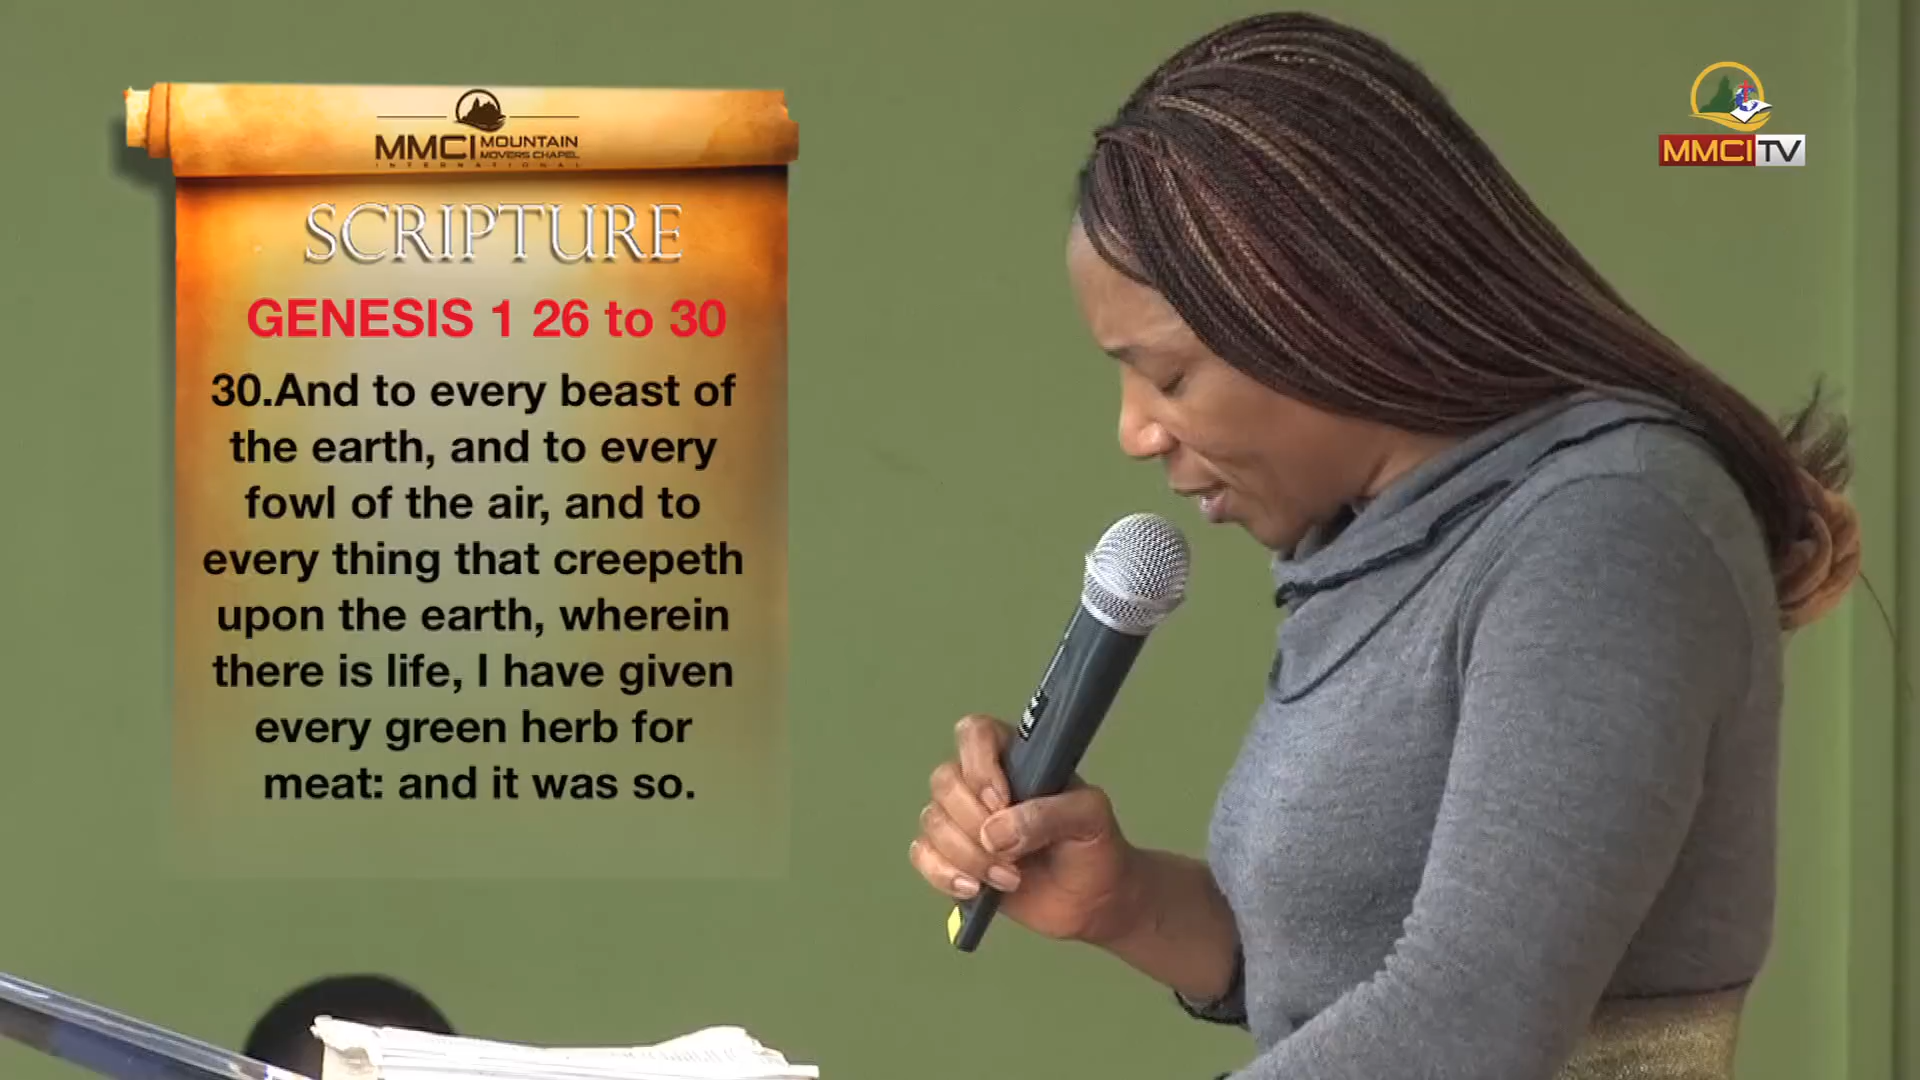 MMCI MOUNTAIN
MOVERS CHAPEL
INTERNATIONAL
SCRIPTURE
GENESIS 1 26 to 30
30.And to every beast of
the earth, and to every
fowl of the air, and to
every thing that creepeth
upon the earth, wherein
there is life, I have given
every green herb for
meat: and it was so.
MMCI TV